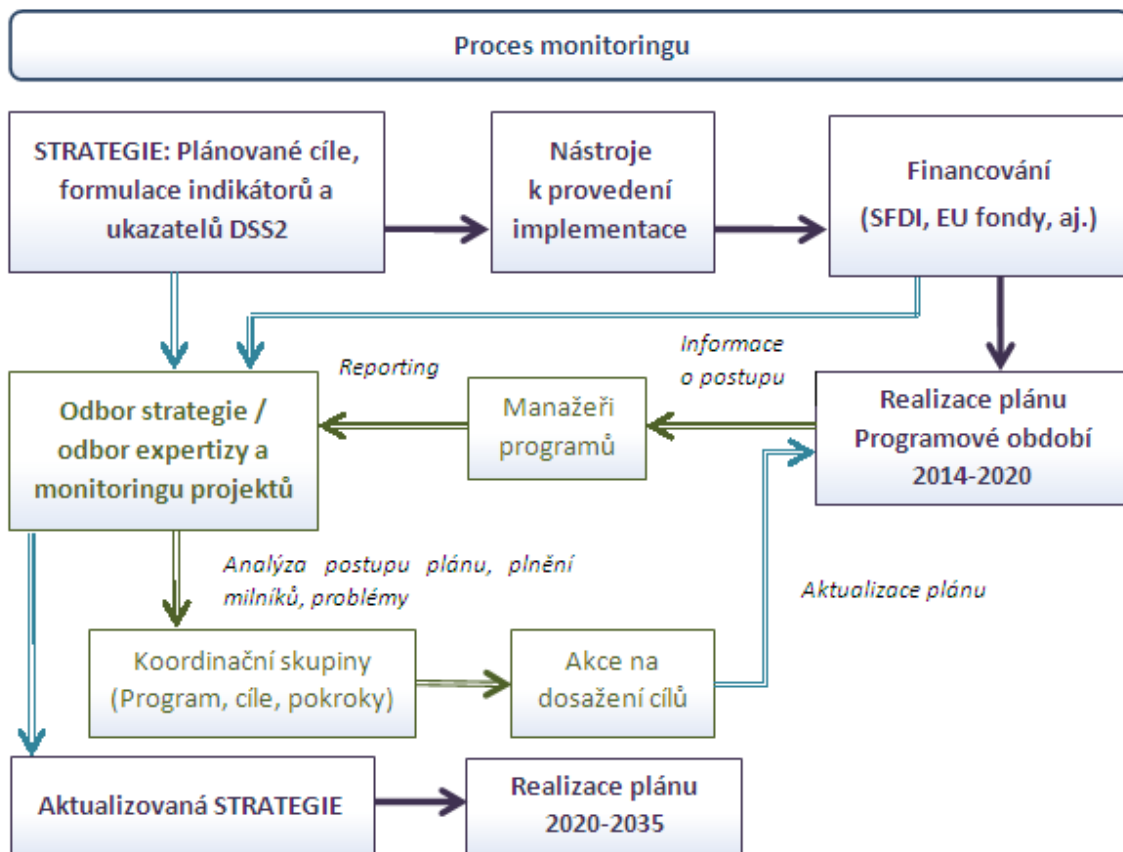 Proces monitoringu
STRATEGIE: Plánované cíle,
formulace indikátorů a
ukazatelů DSS2
Nástroje
k provedení
implementace
Financování
(SFDI, EU fondy, aj.)
Reporting
Informace
o postupu
Odbor strategie /
odbor expertizy a
monitoringu projektů
Manažeři
programů
Realizace plánu
Programové období
2014-2020
Analýza postupu plánu, plnění
milníků, problémy
Aktualizace plánu
Koordinační skupiny
(Program, cíle, pokroky)
Akce na
dosažení cílů
Aktualizovaná STRATEGIE
Realizace plánu
2020-2035